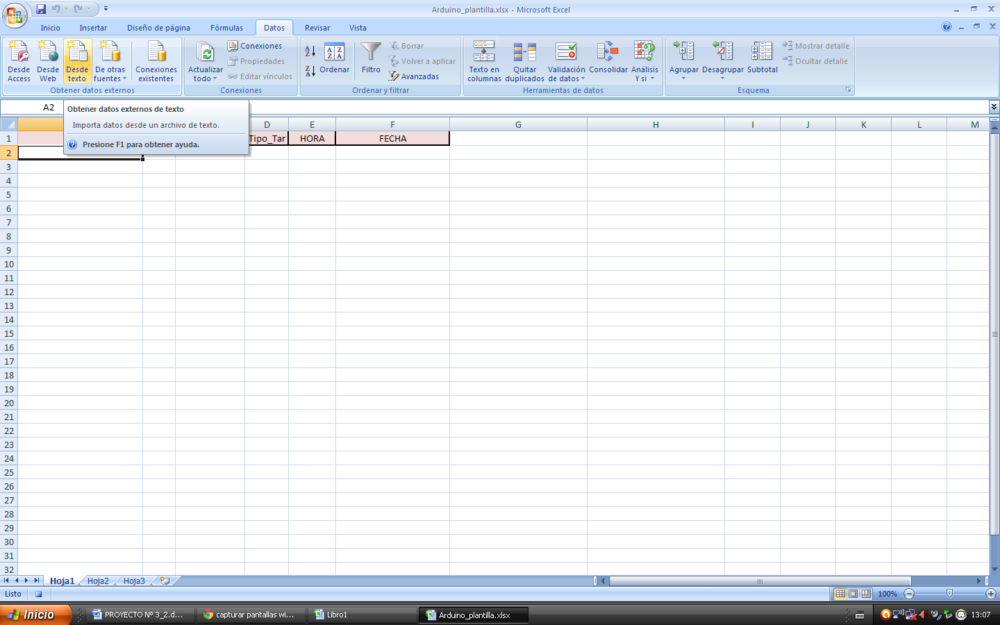 Arduino_plantilla.xlsx - Microsoft Excel
Inicio Insertar Diseño de página Fórmulas Datos Revisar Vista
Desde Access
Desde Web
Desde texto
De otras fuentes
Conexiones existentes
Obtener datos externos
Actualizar todo
Conexiones
Propiedades
Editar vínculos
Conexiones
Ordenar
Filtro
Borrar
Volver a aplicar
Avanzadas
Ordenar y filtrar
Texto en columnas
Quitar duplicados
Validación de datos
Consolidar
Análisis Y si
Herramientas de datos
Agrupar
Desagrupar
Subtotal
Mostrar detalle
Ocultar detalle
Esquema
A2
Obtener datos externos de texto
Importa datos desde un archivo de texto.
Presione F1 para obtener ayuda.
D E F G H I J K L M
1 Tipo_Tar HORA FECHA
2
3
4
5
6
7
8
9
10
11
12
13
14
15
16
17
18
19
20
21
22
23
24
25
26
27
28
29
30
31
32
Hoja1 Hoja2 Hoja3
Listo 100%
Inicio PROYECTO Nº 3_2.d... capturar pantallas wi... Libro1 Arduino_plantilla.xlsx 13:07